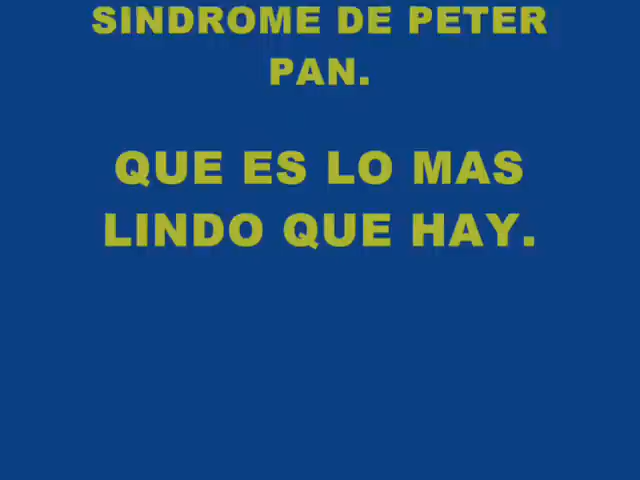 SINDROME DE PETER
PAN.
QUE ES LO MAS
LINDO QUE HAY.